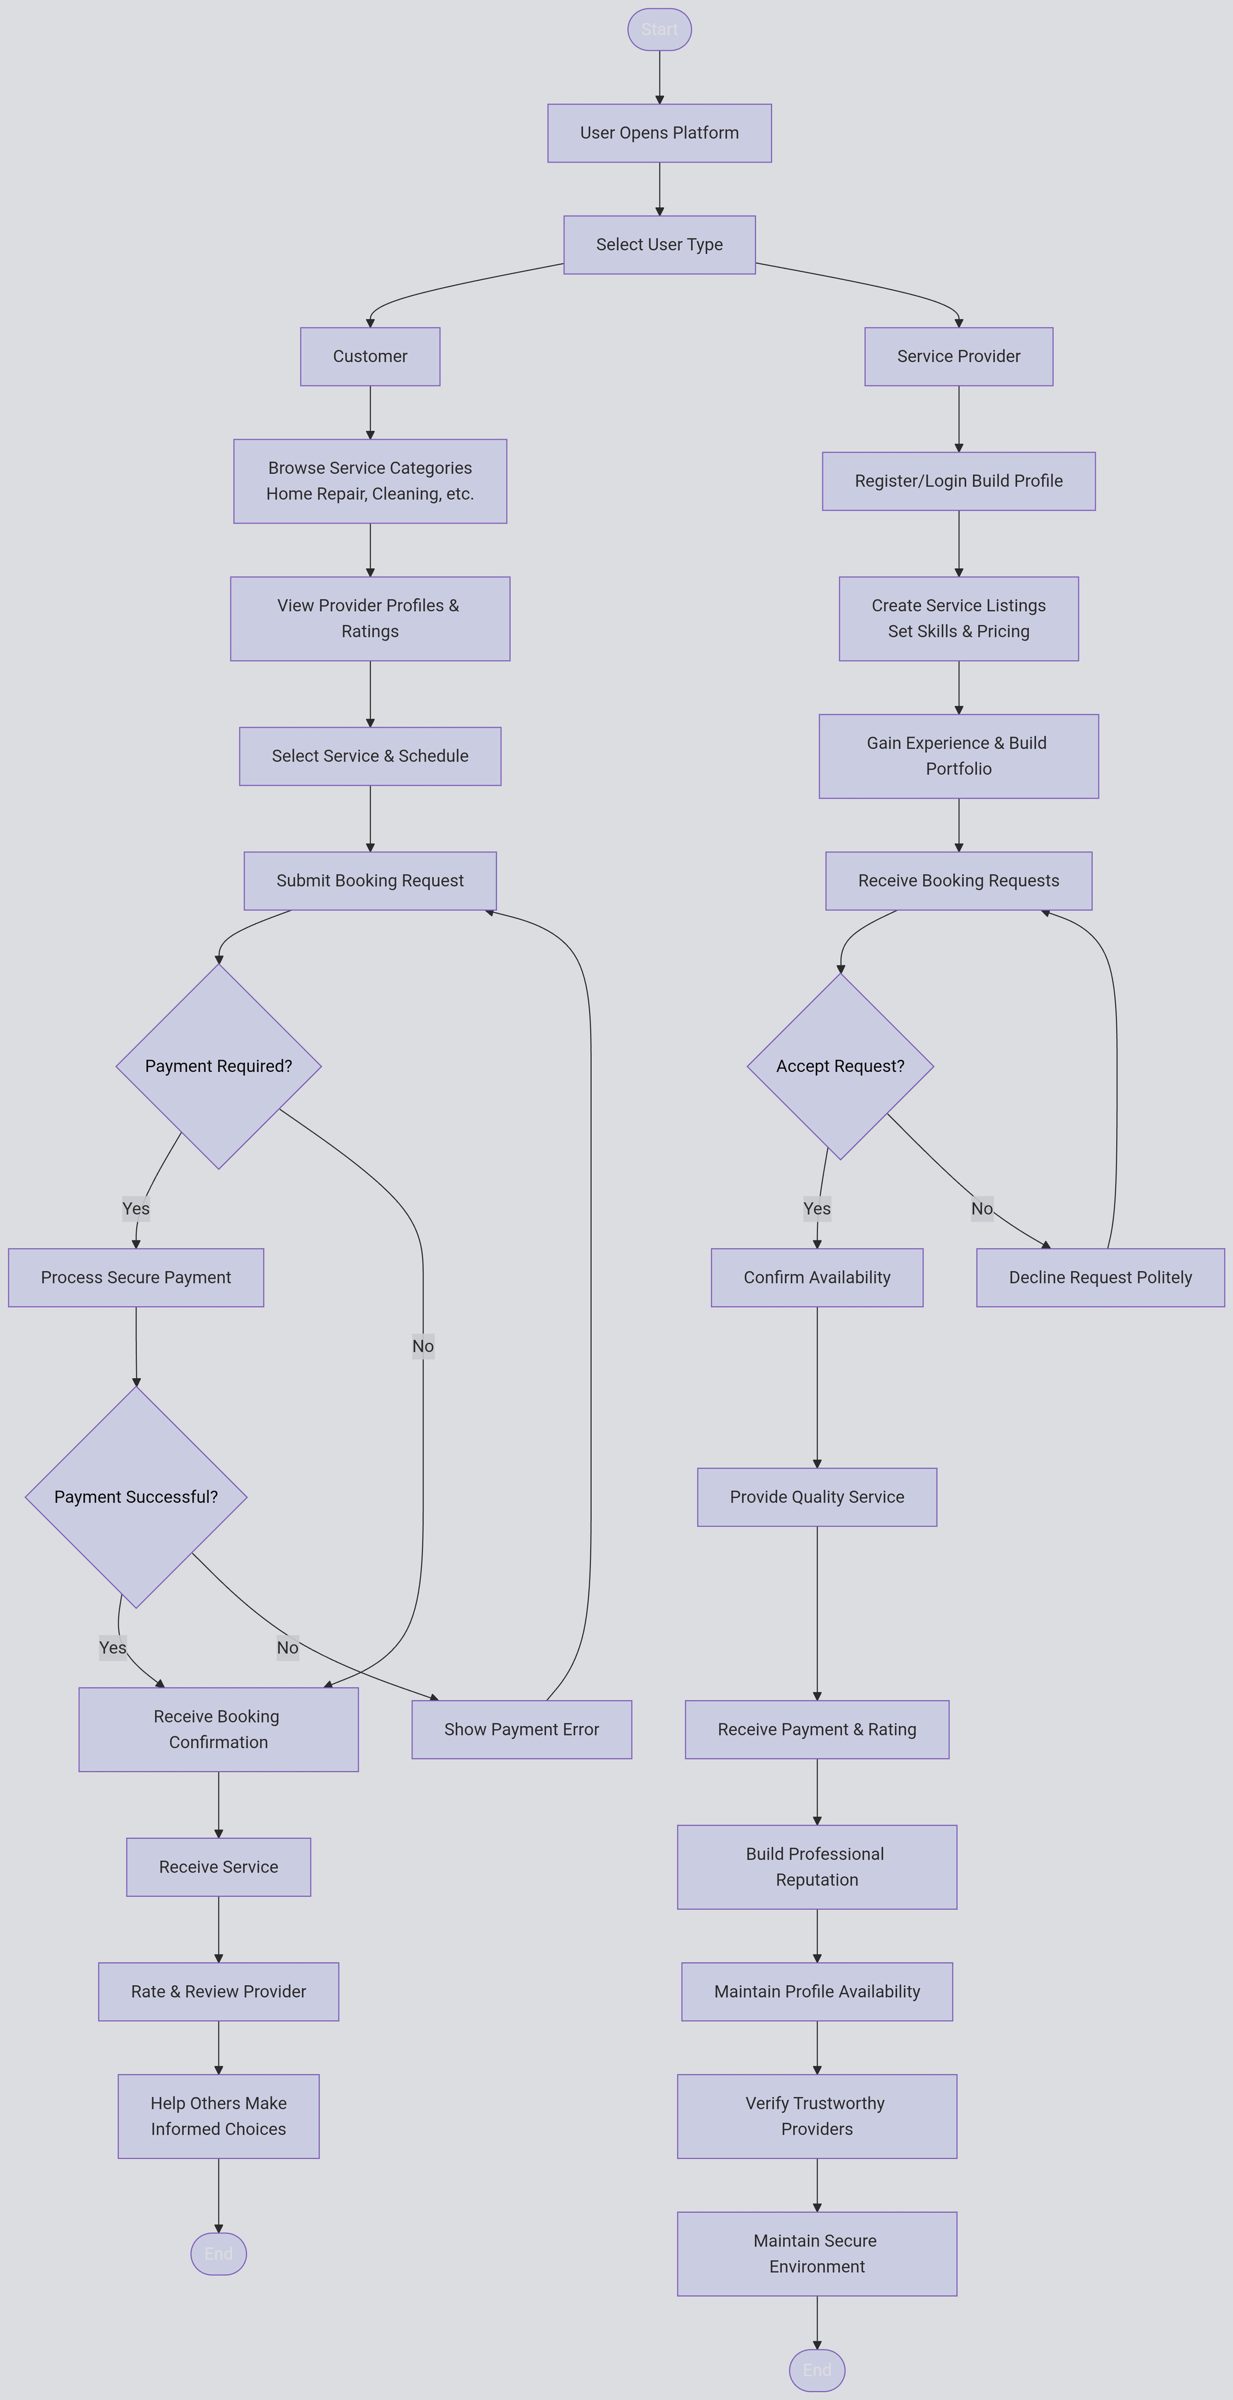 Start
User Opens Platform
Select User Type
Customer
Service Provider
Browse Service Categories
Home Repair, Cleaning, etc.
Register/Login Build Profile
View Provider Profiles &
Ratings
Create Service Listings
Set Skills & Pricing
Select Service & Schedule
Gain Experience & Build
Portfolio
Submit Booking Request
Receive Booking Requests
Payment Required?
Accept Request?
Yes
Yes
No
Process Secure Payment
Confirm Availability
Decline Request Politely
No
Payment Successful?
Provide Quality Service
Yes
No
Receive Booking
Confirmation
Show Payment Error
Receive Payment & Rating
Receive Service
Build Professional
Reputation
Rate & Review Provider
Maintain Profile Availability
Help Others Make
Informed Choices
Verify Trustworthy
Providers
End
Maintain Secure
Environment
End